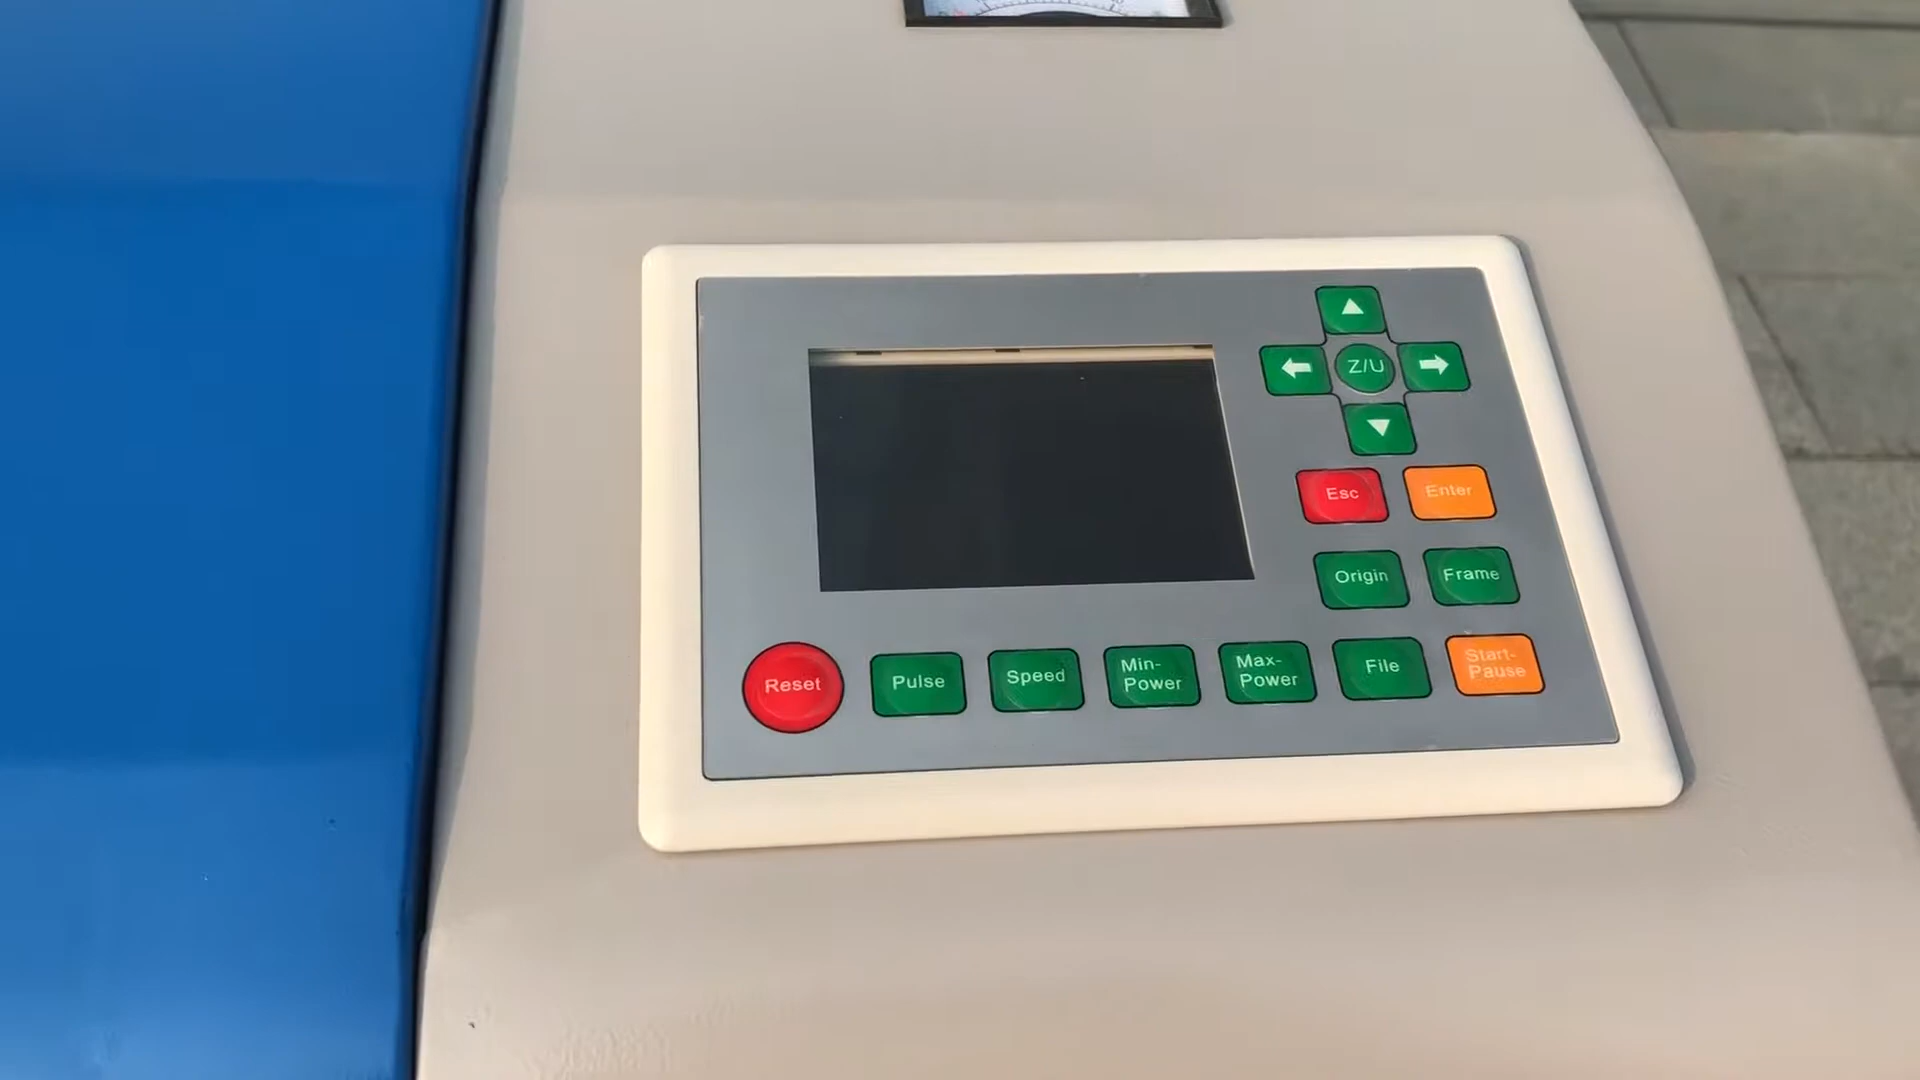 Z/U
Esc
Enter
Origin
Frame
Reset
Pulse
Speed
Min-
Power
Max-
Power
File
Start-
Pause